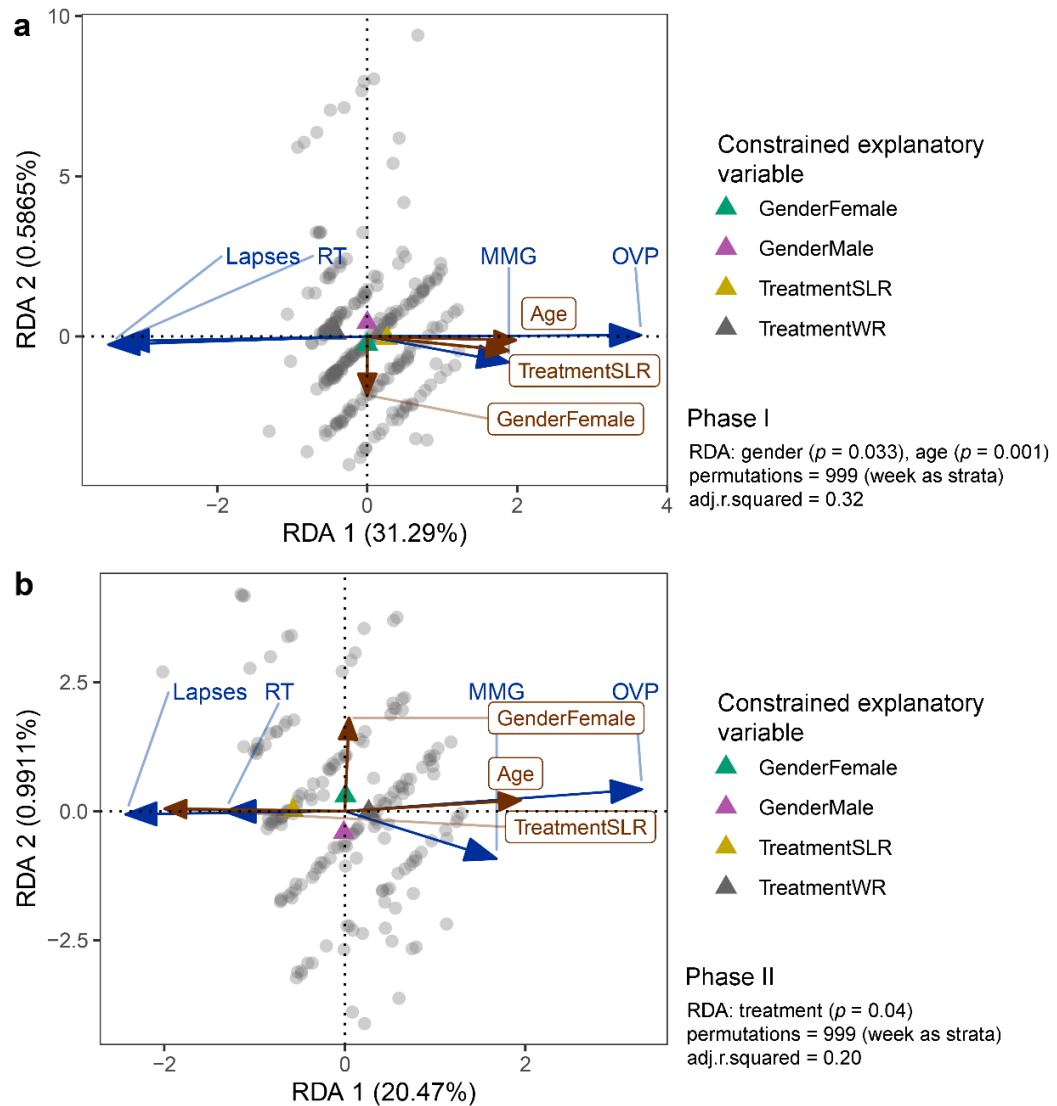 a
10
5
0
−2
0
2
4
RDA 2 (0.5865%)
RDA 1 (31.29%)
Lapses
RT
MMG
OVP
Age
TreatmentSLR
GenderFemale
Constrained explanatory
variable
GenderFemale
GenderMale
TreatmentSLR
TreatmentWR
Phase I
RDA: gender (p = 0.033), age (p = 0.001)
permutations = 999 (week as strata)
adj.r.squared = 0.32
b
2.5
0.0
−2.5
−2
0
2
RDA 2 (0.9911%)
RDA 1 (20.47%)
Lapses
RT
MMG
OVP
GenderFemale
Age
TreatmentSLR
Constrained explanatory
variable
GenderFemale
GenderMale
TreatmentSLR
TreatmentWR
Phase II
RDA: treatment (p = 0.04)
permutations = 999 (week as strata)
adj.r.squared = 0.20